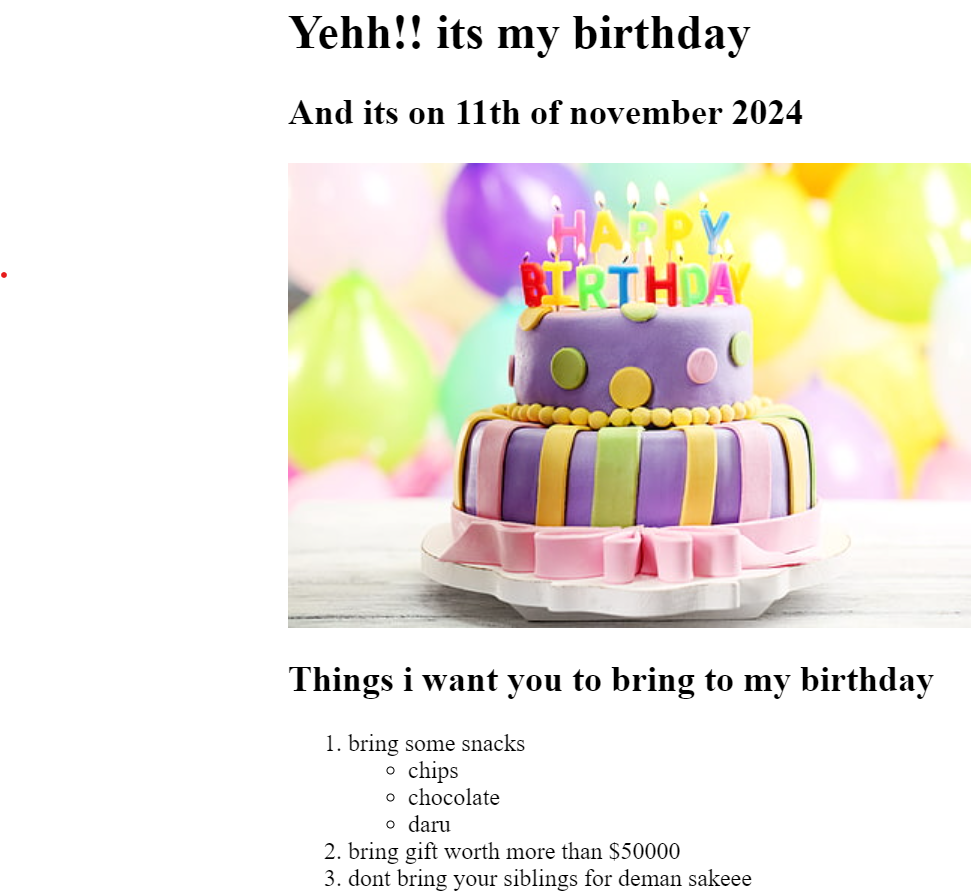 Yehh!! its my birthday
And its on 11th of november 2024
HAPPY
BIRTHDAY
Things i want you to bring to my birthday
1. bring some snacks
chips
chocolate
daru
2. bring gift worth more than $50000
3. dont bring your siblings for deman sakeee